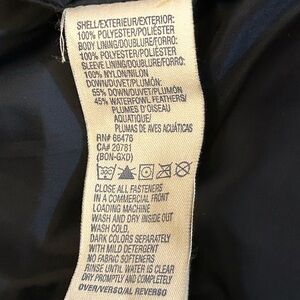 SHELL/EXTERIEUR/EXTERIOR:
100% POLYESTER/POLIÉSTER
BODY LINING/DOUBLURE/FORRO:
100% POLYESTER/POLIÉSTER
SLEEVE LINING/DOUBLURE/FORRO:
100% NYLON/NILON
DOWN/DUVET/PLUMÓN:
55% DOWN/DUVET/PLUMÓN
45% WATERFOWL FEATHERS/
PLUMES D'OISEAU
AQUATIQUE/
PLUMAS DE AVES ACUÁTICAS
RN# 66476
CA# 20761
(BON-GXD)
CLOSE ALL FASTENERS
IN A COMMERCIAL FRONT
LOADING MACHINE
WASH AND DRY INSIDE OUT
WASH COLD,
DARK COLORS SEPARATELY
WITH MILD DETERGENT
NO FABRIC SOFTENERS
RINSE UNTIL WATER IS CLEAR
DRY PROMPTLY AND COMPLETELY
OVER/VERSO/AL REVERSO